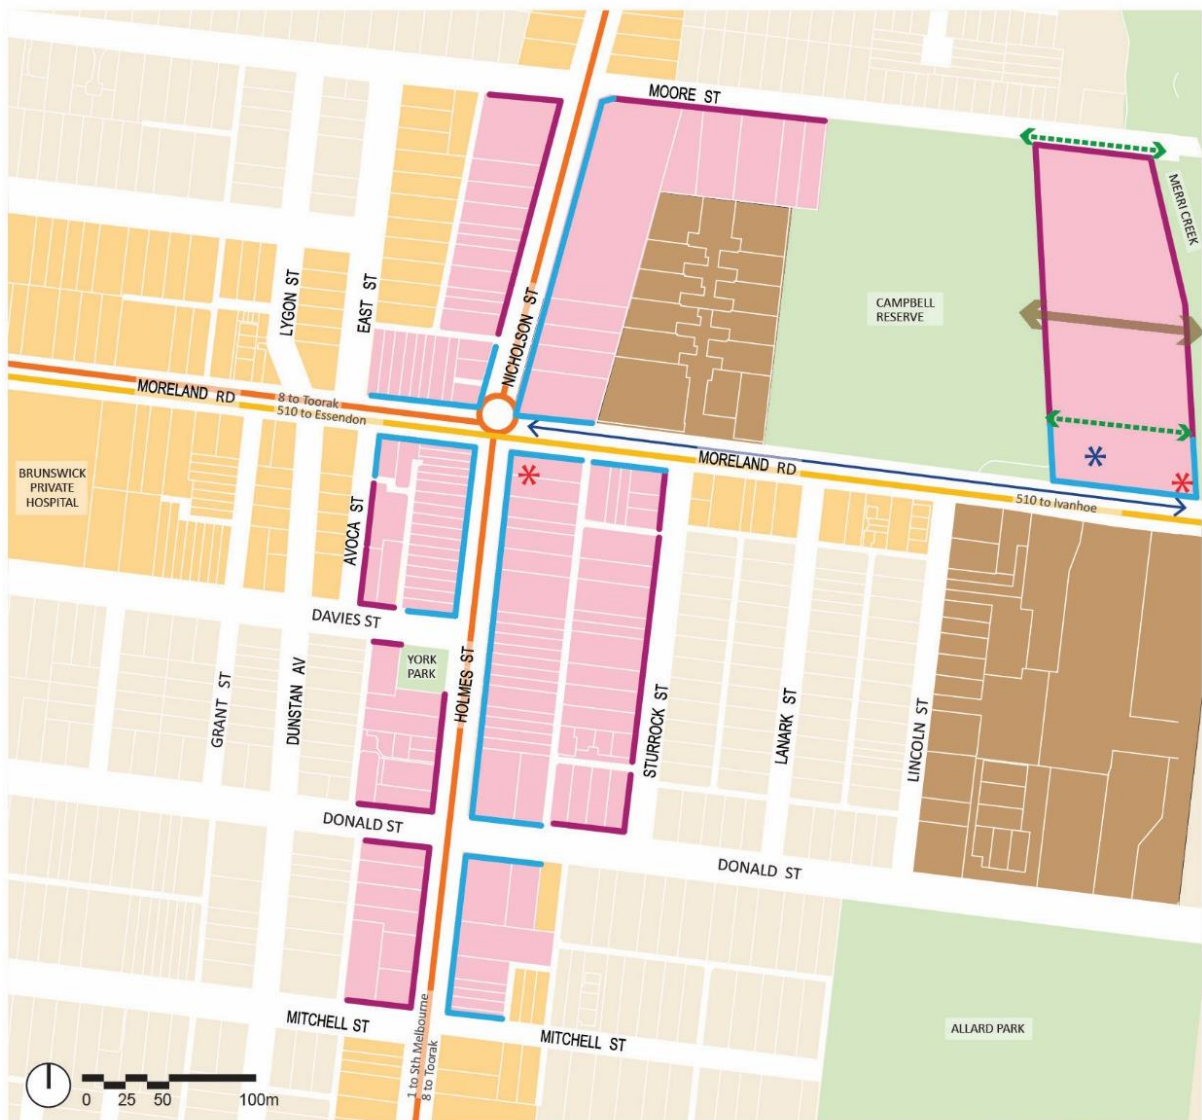 MOORE ST
MERRI CREEK
LYGON ST
EAST ST
NICHOLSON ST
CAMPBELL
RESERVE
MORELAND RD
8 to Toorak
510 to Essendon
MORELAND RD
510 to Ivanhoe
BRUNSWICK
PRIVATE
HOSPITAL
AVOCA ST
DAVIES ST
YORK
PARK
HOLMES ST
GRANT ST
DUNSTAN AV
STURROCK ST
LANARK ST
LINCOLN ST
DONALD ST
DONALD ST
MITCHELL ST
1 to Sth Melbourne
8 to Toorak
MITCHELL ST
ALLARD PARK
0 25 50 100m